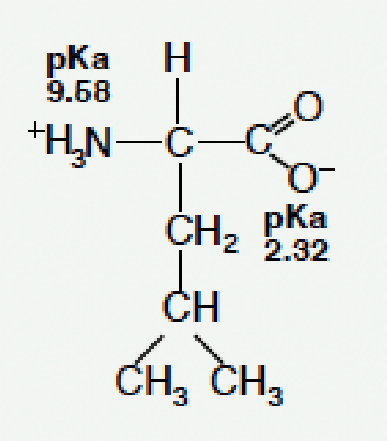 pKa H
9.58
⁺H₃N C C O
O⁻
pKa
CH₂ 2.32
CH
CH₃ CH₃